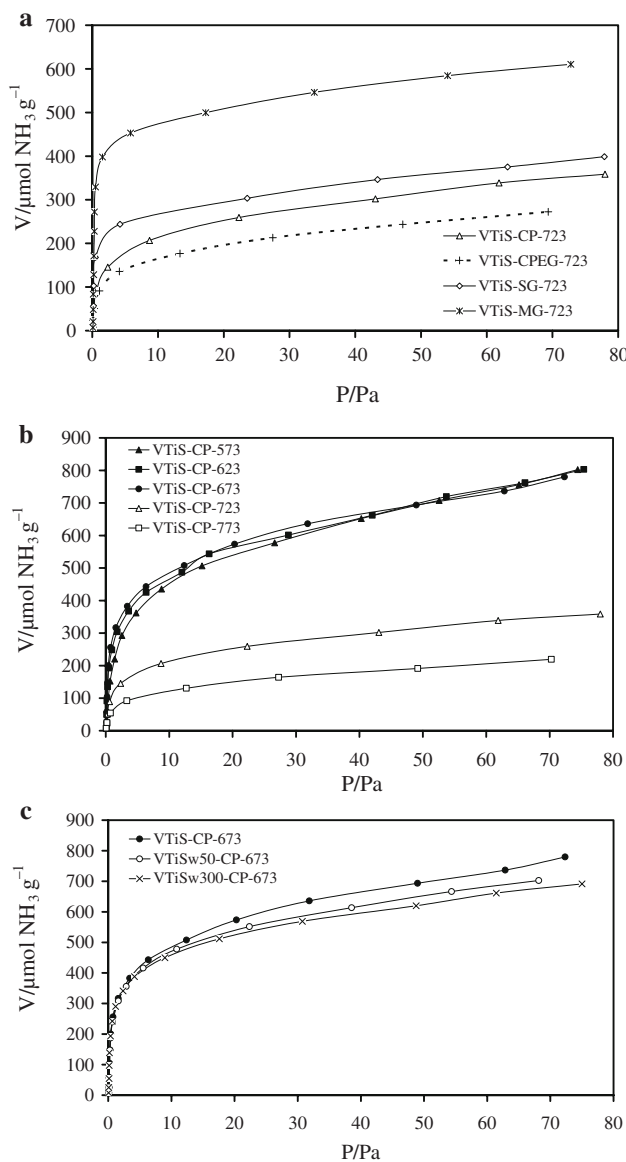 a
700
600
500
400
300
200
100
0
V/μmol NH₃ g⁻¹
VTiS-CP-723
VTiS-CPEG-723
VTiS-SG-723
VTiS-MG-723
0 10 20 30 40 50 60 70 80
P/Pa
b
900
800
700
600
500
400
300
200
100
0
V/μmol NH₃ g⁻¹
VTiS-CP-573
VTiS-CP-623
VTiS-CP-673
VTiS-CP-723
VTiS-CP-773
0 10 20 30 40 50 60 70 80
P/Pa
c
900
800
700
600
500
400
300
200
100
0
V/μmol NH₃ g⁻¹
VTiS-CP-673
VTiSw50-CP-673
VTiSw300-CP-673
0 10 20 30 40 50 60 70 80
P/Pa